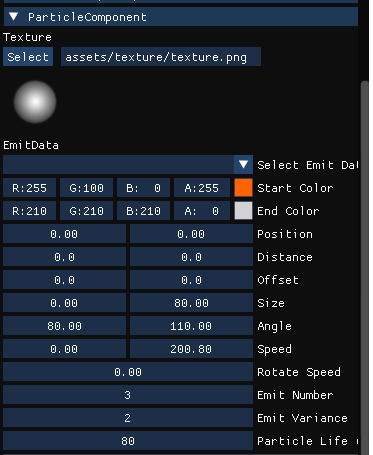 ParticleComponent
Texture
Select assets/texture/texture.png
EmitData
Select Emit Dat
R:255 G:100 B: 0 A:255 Start Color
R:210 G:210 B:210 A: 0 End Color
0.00 0.00 Position
0.0 0.0 Distance
0.0 0.0 Offset
0.00 80.00 Size
80.00 110.00 Angle
0.00 200.80 Speed
0.00 Rotate Speed
3 Emit Number
2 Emit Variance
80 Particle Life